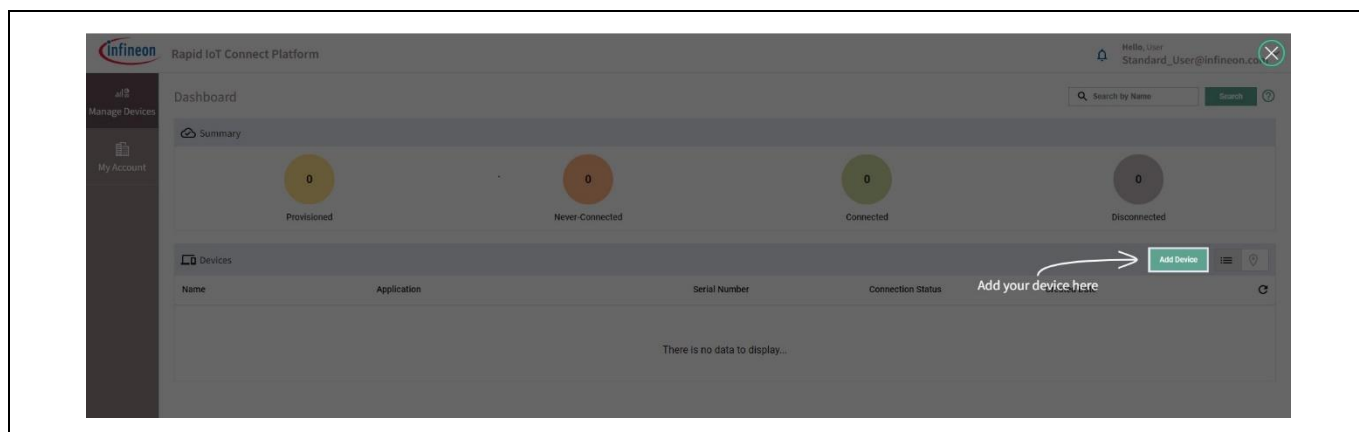 infineon Rapid IoT Connect Platform
Hello, User
Standard_User@infineon.co
Manage Devices
My Account
Dashboard
Search by Name
Search
Summary
0 0 0 0
Provisioned Never-Connected Connected Disconnected
Devices
Add Device
Add your device here
Name Application Serial Number Connection Status
There is no data to display...